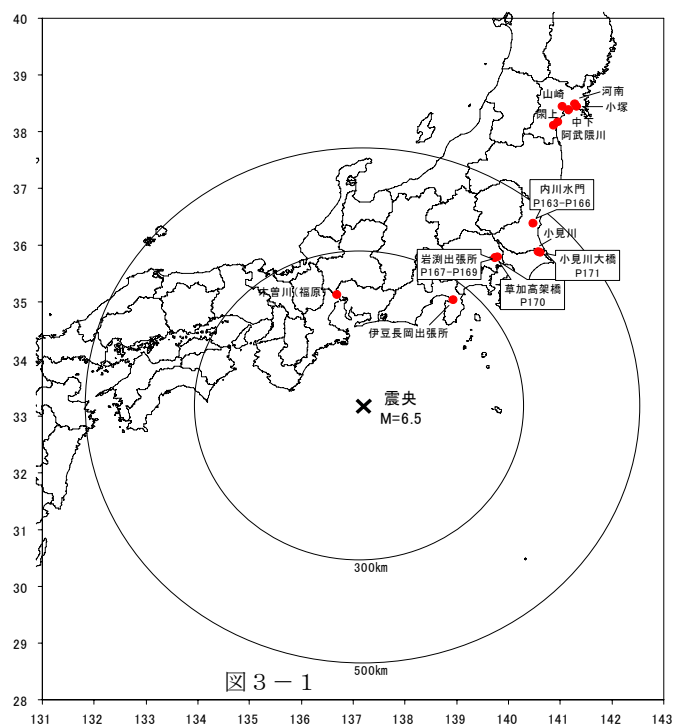 40
39
38
37
36
35
34
33
32
31
30
29
28
131
132
133
134
135
136
137
138
139
140
141
142
143
山崎
河南
小塚
閖上
中下
阿武隈川
内川水門
P163-P166
小見川
岩渕出張所
P167-P169
小見川大橋
P171
草加高架橋
P170
木曽川(福原)
伊豆長岡出張所
震央
M=6.5
300km
500km
図3-1